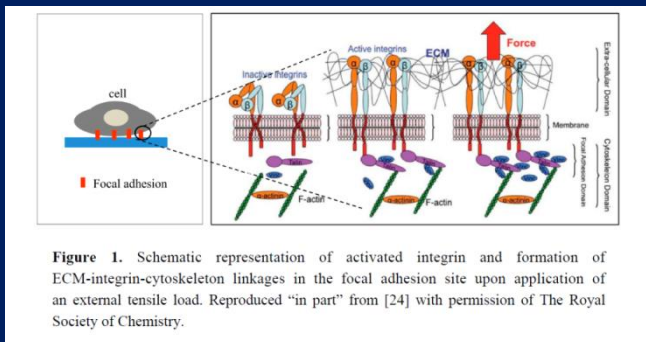 cell
Focal adhesion
Inactive Integrins
Active integrins
ECM
Force
α
β
α
β
α
β
α
β
α
β
Extra-cellular Domain
Membrane
Focal Adhesion Domain
Cytoskeleton Domain
Talin
α-actinin
F-actin
α-actinin
F-actin
α-actinin
Figure 1. Schematic representation of activated integrin and formation of
ECM-integrin-cytoskeleton linkages in the focal adhesion site upon application of
an external tensile load. Reproduced “in part” from [24] with permission of The Royal
Society of Chemistry.